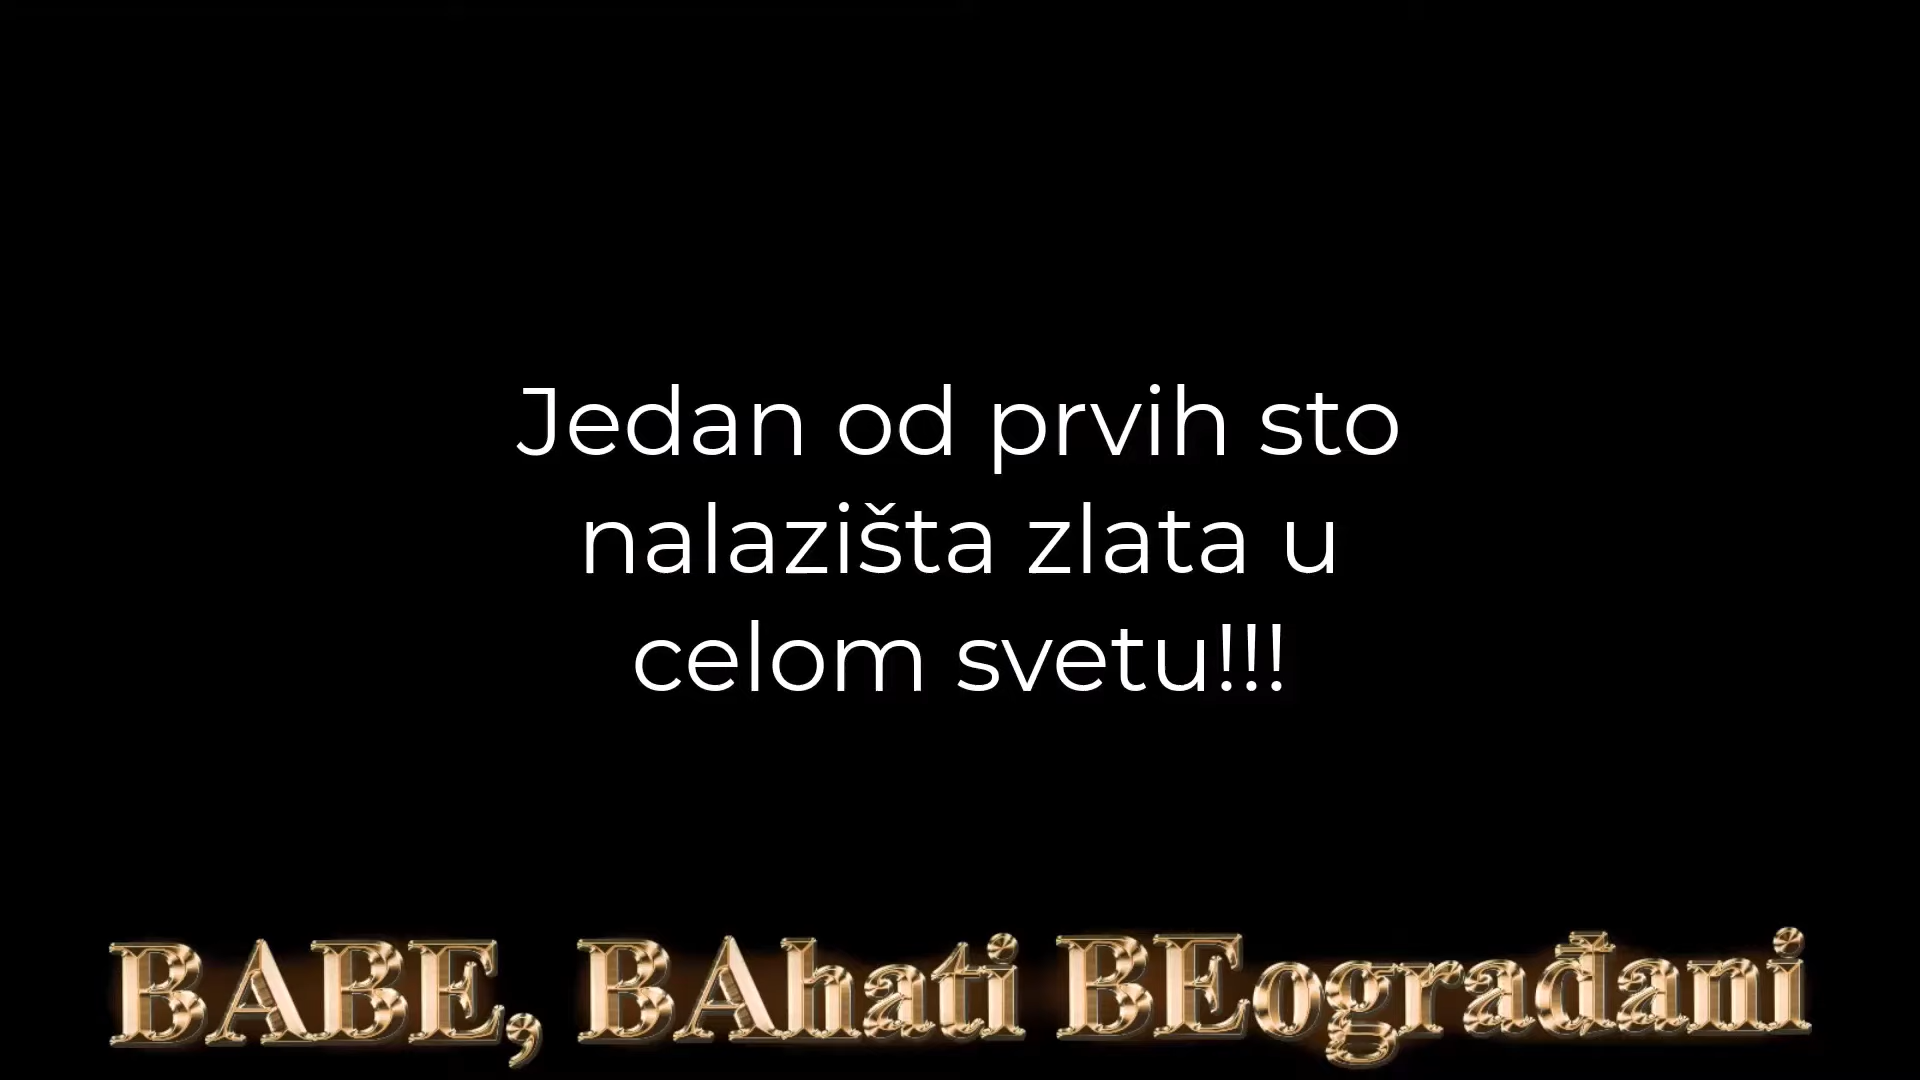 Jedan od prvih sto
nalazišta zlata u
celom svetu!!!
BABE, BAhati BEograđani